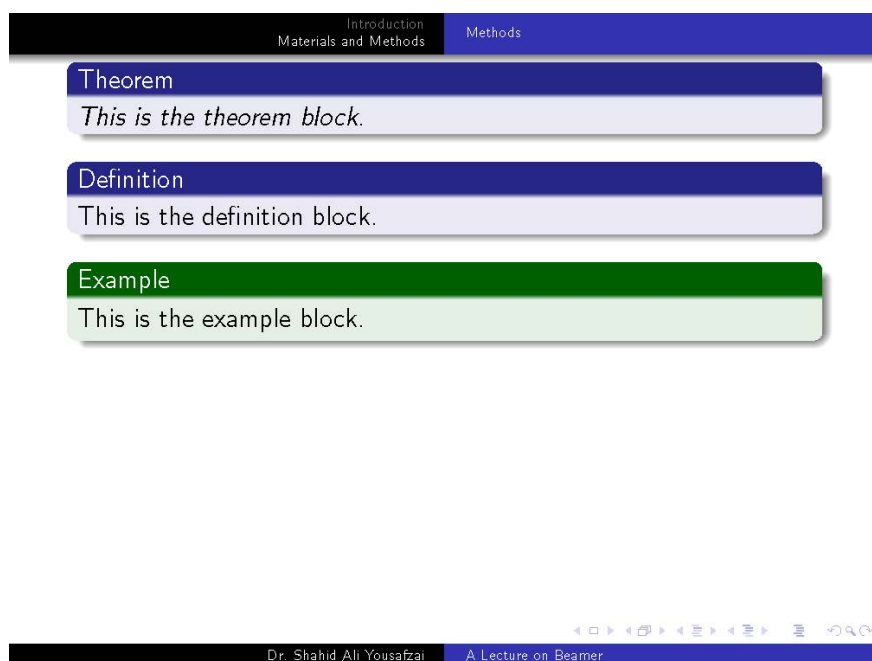 Introduction
Materials and Methods
Methods
Theorem
This is the theorem block.
Definition
This is the definition block.
Example
This is the example block.
Dr. Shahid Ali Yousafzai
A Lecture on Beamer